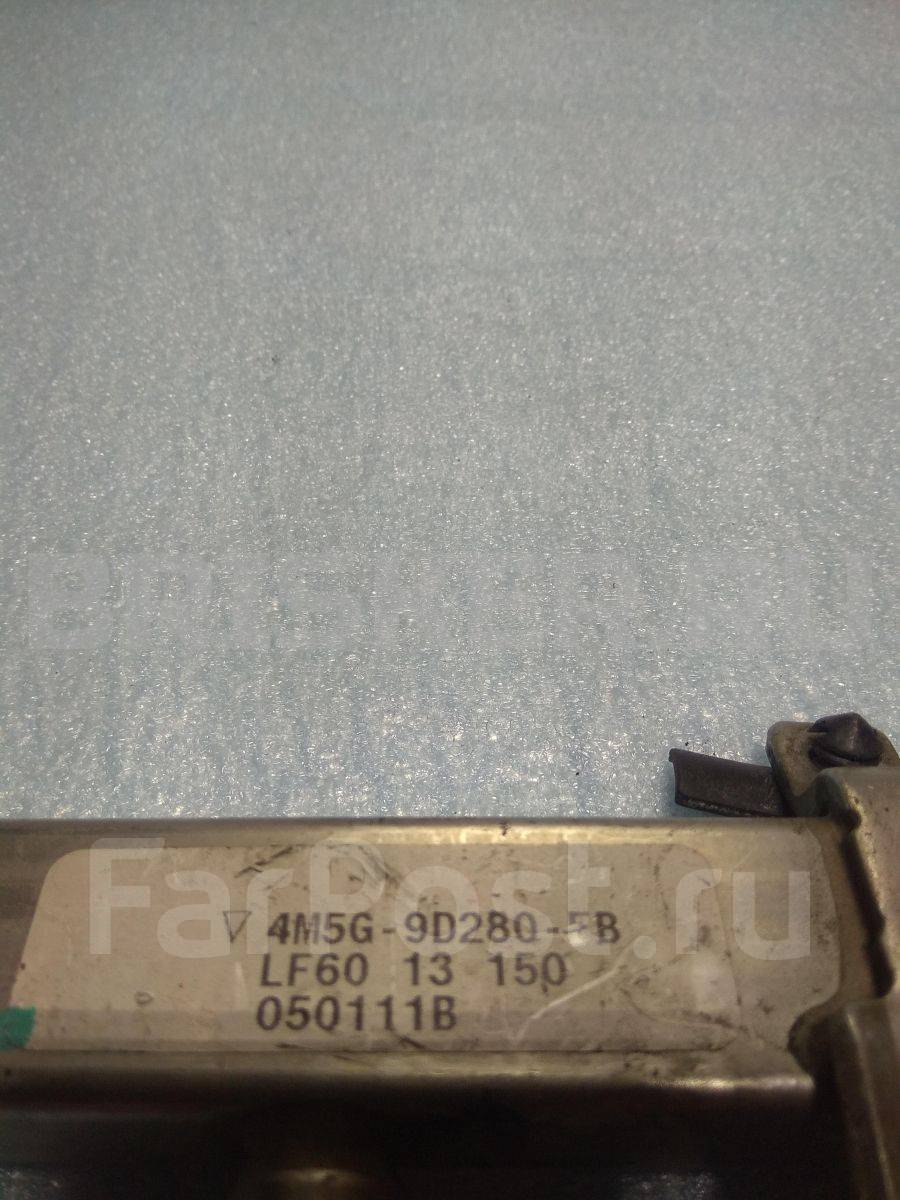 FarPost.ru
▽ 4M5G-9D280-FB
LF60 13 150
050111B